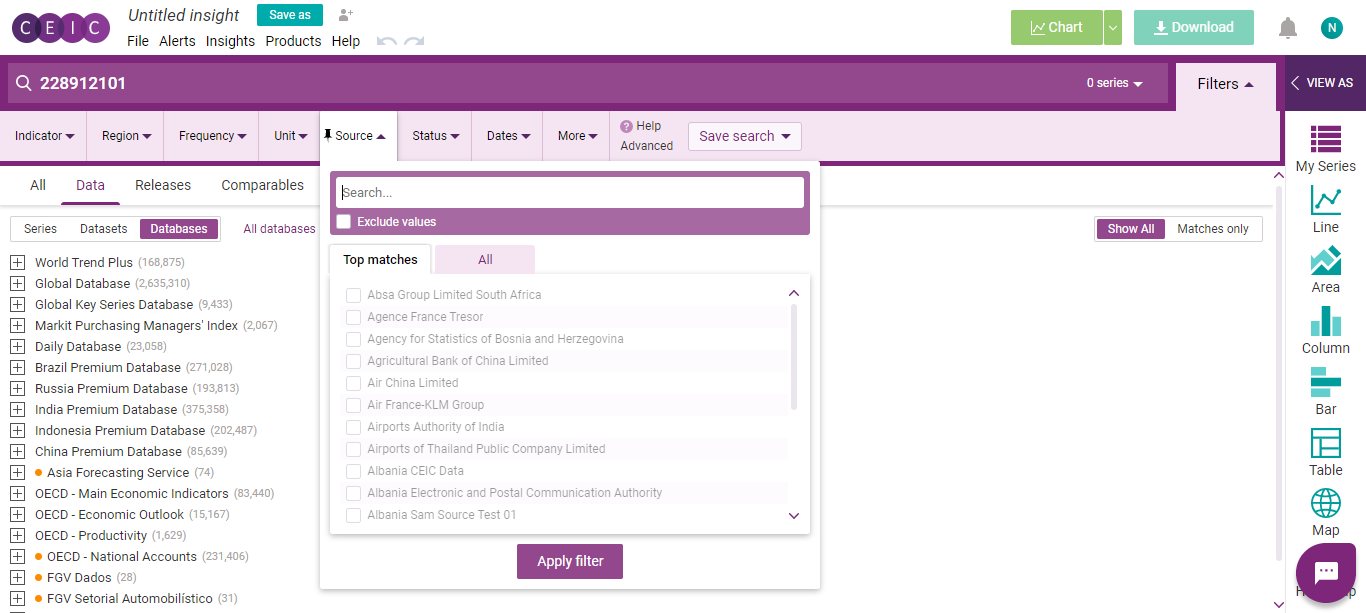 CEIC
Untitled insight
Save as
File Alerts Insights Products Help
Chart
Download
N
228912101
0 series
Filters
VIEW AS
Indicator
Region
Frequency
Unit
Source
Status
Dates
More
Help
Advanced
Save search
All
Data
Releases
Comparables
Search...
Exclude values
Series
Datasets
Databases
All databases
Show All
Matches only
Top matches
All
World Trend Plus (168,875)
Global Database (2,635,310)
Global Key Series Database (9,433)
Markit Purchasing Managers' Index (2,067)
Daily Database (23,058)
Brazil Premium Database (271,028)
Russia Premium Database (193,813)
India Premium Database (375,358)
Indonesia Premium Database (202,487)
China Premium Database (85,639)
Asia Forecasting Service (74)
OECD - Main Economic Indicators (83,440)
OECD - Economic Outlook (15,167)
OECD - Productivity (1,629)
OECD - National Accounts (231,406)
FGV Dados (28)
FGV Setorial Automobilístico (31)
Absa Group Limited South Africa
Agence France Tresor
Agency for Statistics of Bosnia and Herzegovina
Agricultural Bank of China Limited
Air China Limited
Air France-KLM Group
Airports Authority of India
Airports of Thailand Public Company Limited
Albania CEIC Data
Albania Electronic and Postal Communication Authority
Albania Sam Source Test 01
Apply filter
My Series
Line
Area
Column
Bar
Table
Map